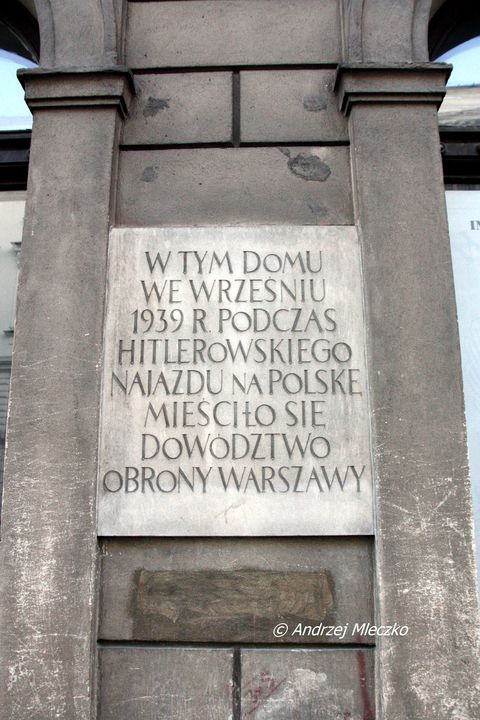 W TYM DOMU
WE WRZEŚNIU
1939 R. PODCZAS
HITLEROWSKIEGO
NAJAZDU NA POLSKĘ
MIEŚCIŁO SIĘ
DOWÓDZTWO
OBRONY WARSZAWY
© Andrzej Mleczko